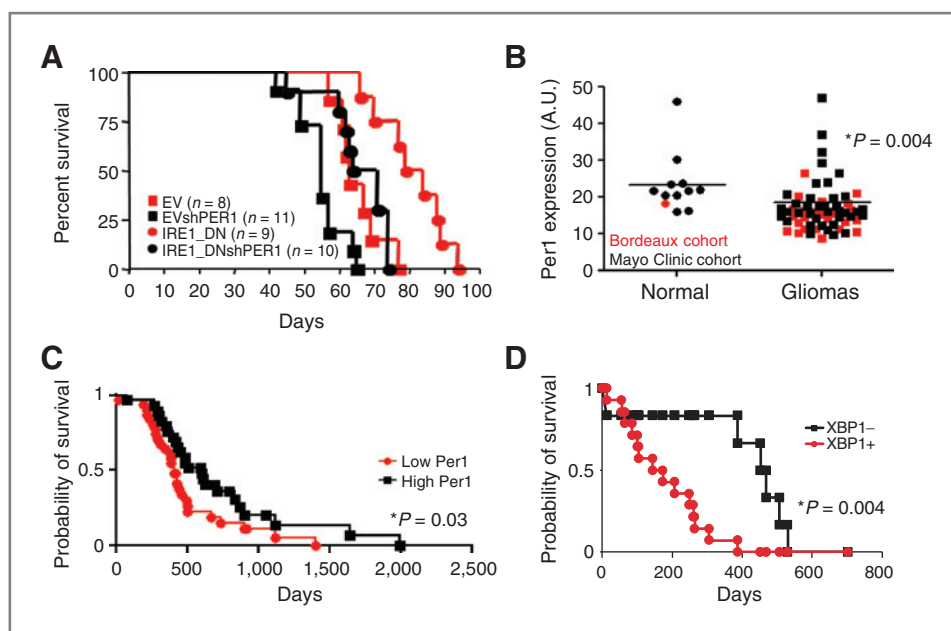 A
Percent survival
100
75
50
25
0
EV (n = 8)
EVshPER1 (n = 11)
IRE1_DN (n = 9)
IRE1_DNshPER1 (n = 10)
0 10 20 30 40 50 60 70 80 90 100
Days
B
Per1 expression (A.U.)
50
40
30
20
10
0
*P = 0.004
Bordeaux cohort
Mayo Clinic cohort
Normal Gliomas
C
Probability of survival
1
0.5
0
Low Per1
High Per1
*P = 0.03
0 500 1,000 1,500 2,000 2,500
Days
D
Probability of survival
1
0.5
0
XBP1–
XBP1+
*P = 0.004
0 200 400 600 800
Days